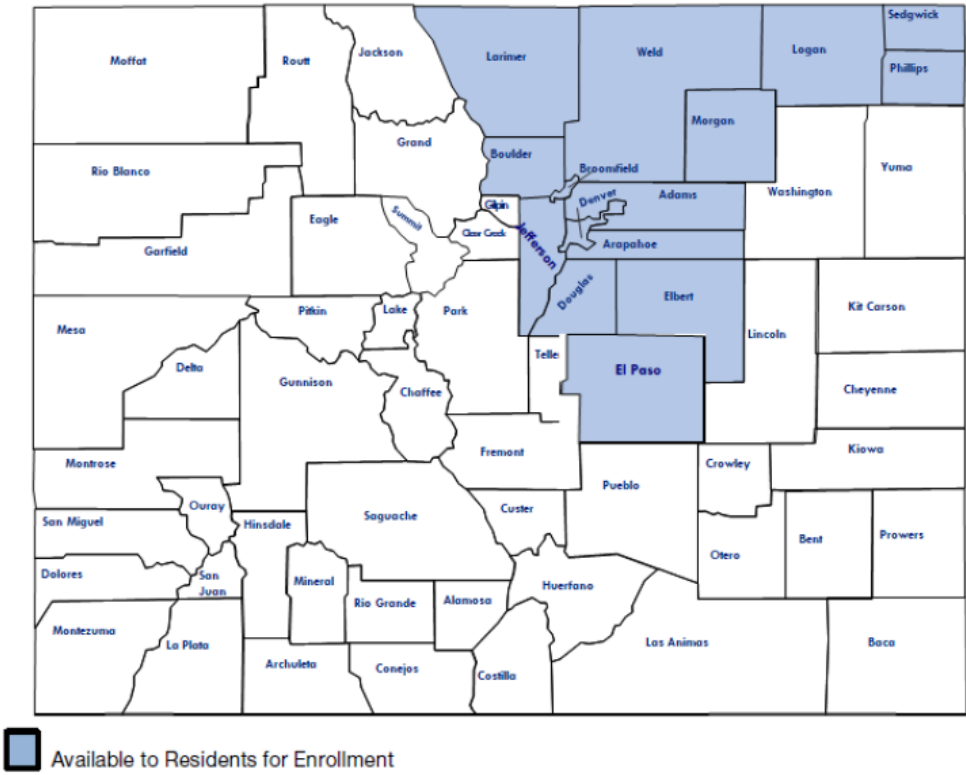 Sedgwick
Moffat
Routt
Jackson
Larimer
Weld
Logan
Phillips
Morgan
Grand
Boulder
Rio Blanco
Broomfield
Yuma
Adams
Washington
Denver
Gilpin
Eagle
Summit
Clear Creek
Jefferson
Garfield
Arapahoe
Douglas
Elbert
Pitkin
Lake
Park
Kit Carson
Mesa
Lincoln
Telle
Delta
El Paso
Gunnison
Chaffee
Cheyenne
Fremont
Kiowa
Montrose
Crowley
Pueblo
Ouray
Custer
San Miguel
Hinsdale
Saguache
Bent
Prowers
Otero
Dolores
San
Juan
Mineral
Huerfano
Rio Grande
Alamosa
Montezuma
La Plata
Las Animas
Baca
Archuleta
Conejos
Costilla
Available to Residents for Enrollment